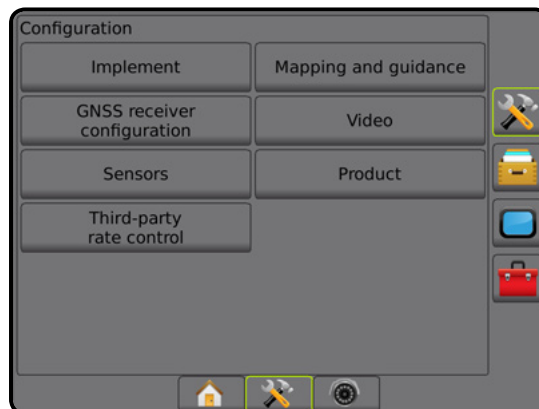 Configuration
Implement
Mapping and guidance
GNSS receiver
configuration
Video
Sensors
Product
Third-party
rate control